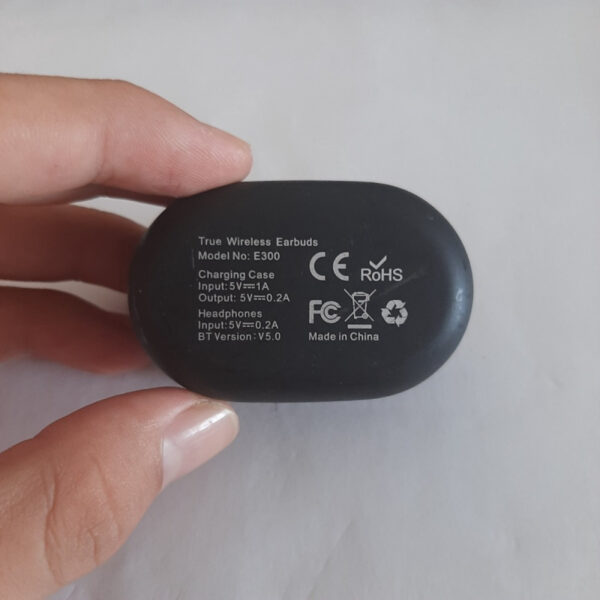 True Wireless Earbuds
Model No: E300
Charging Case
Input: 5V⎓1A
Output: 5V⎓0.2A
Headphones
Input:5V⎓0.2A
BT Version:V5.0
CE
RoHS
FC
Made in China